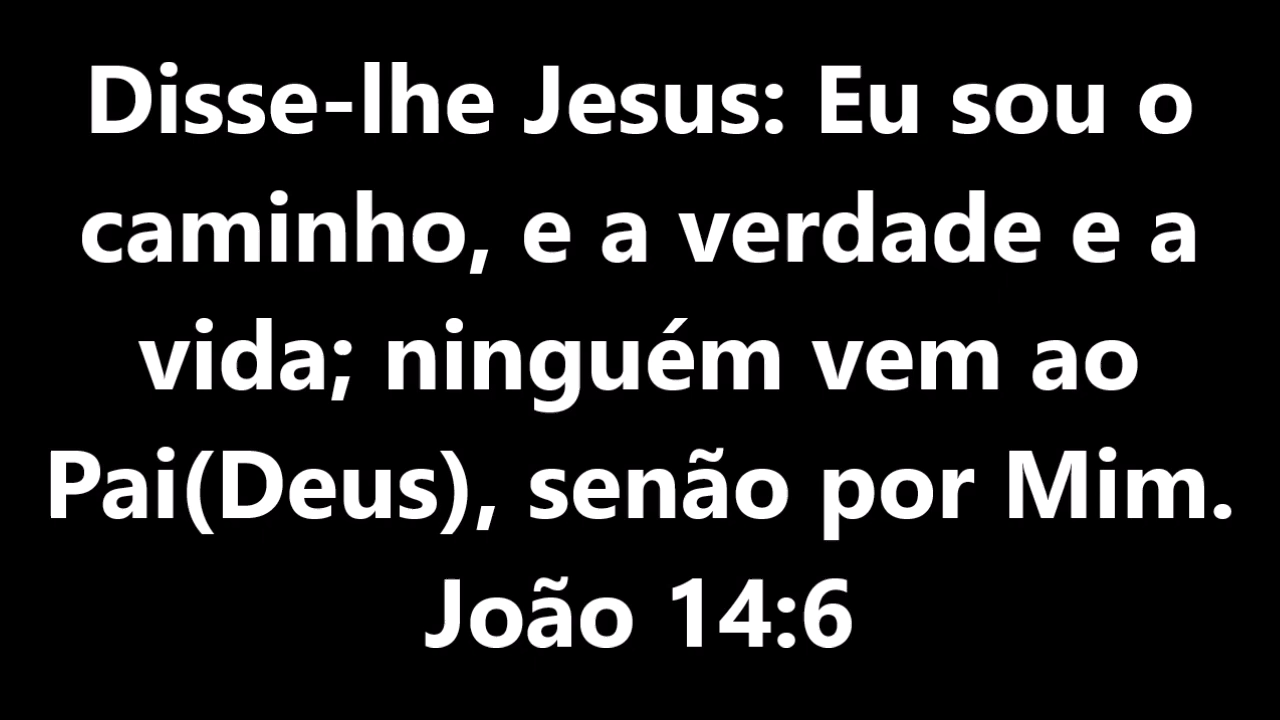 Disse-lhe Jesus: Eu sou o
caminho, e a verdade e a
vida; ninguém vem ao
Pai(Deus), senão por Mim.
João 14:6